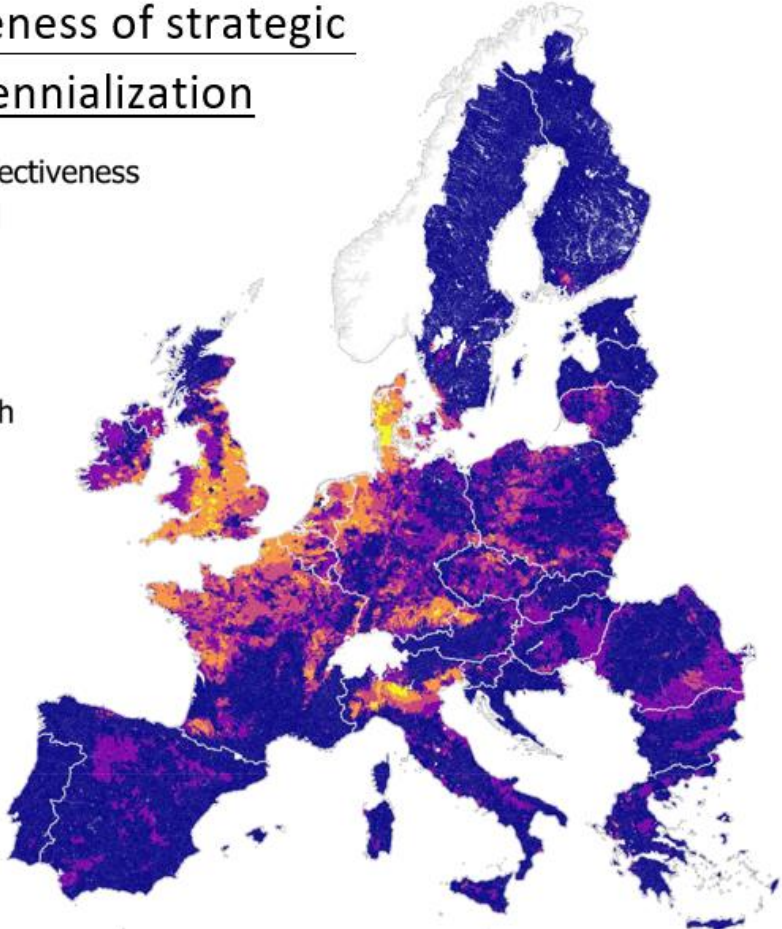 eness of strategic
ennialization
ectiveness
h